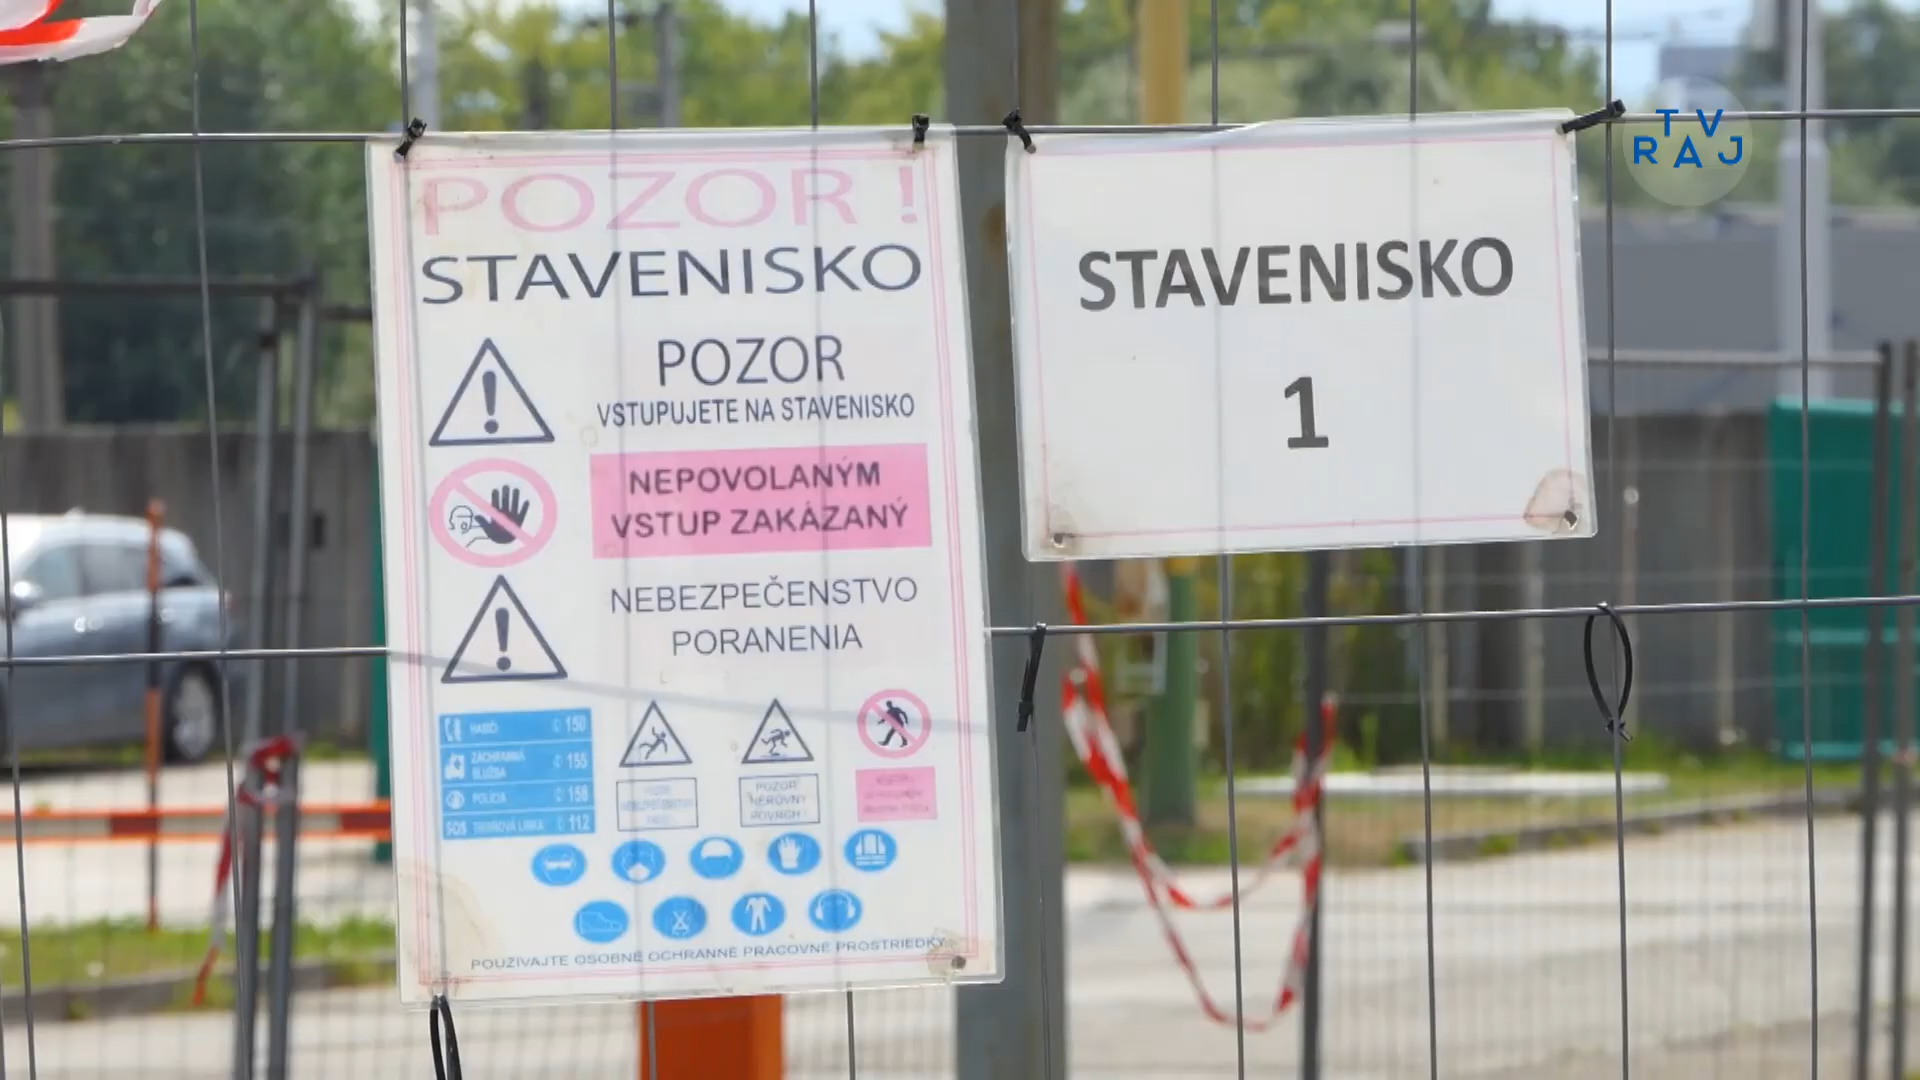 POZOR !
STAVENISKO
POZOR
VSTUPUJETE NA STAVENISKO
NEPOVOLANÝM
VSTUP ZAKÁZANÝ
NEBEZPEČENSTVO
PORANENIA
HASIČI 150
ZÁCHRANNÁ
SLUŽBA 155
POLÍCIA 158
SOS TIESŇOVÁ LINKA 112
POZOR
NEROVNÝ
POVRCH !
POUŽÍVAJTE OSOBNÉ OCHRANNÉ PRACOVNÉ PROSTRIEDKY
STAVENISKO
1
TV
RAJ